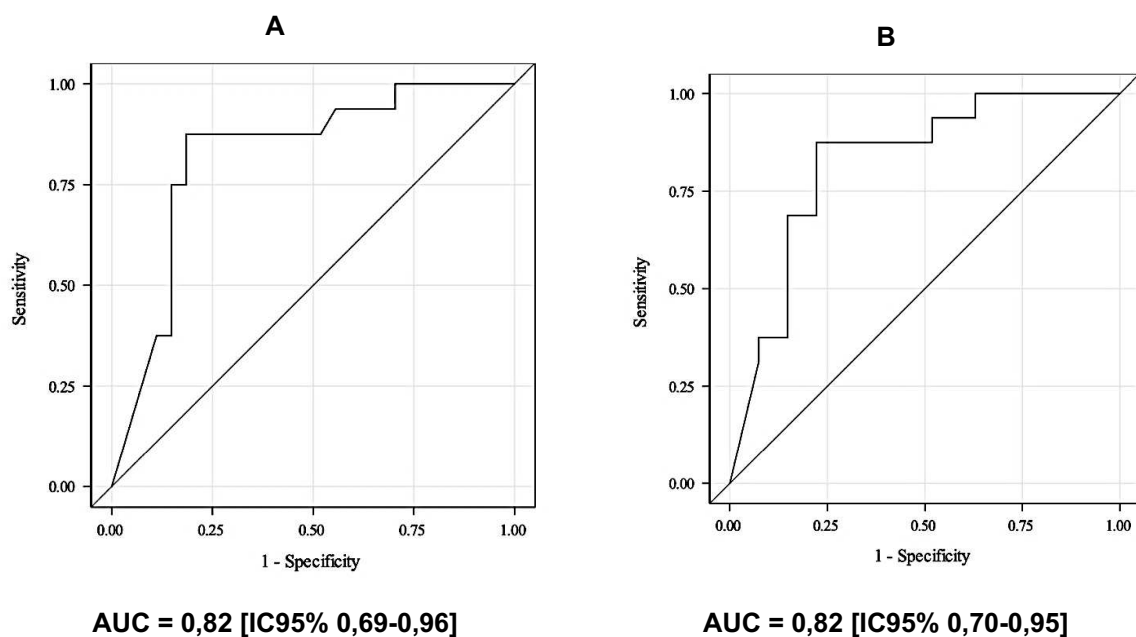 A
1.00
0.75
0.50
0.25
0.00
Sensitivity
0.00 0.25 0.50 0.75 1.00
1 - Specificity
AUC = 0,82 [IC95% 0,69-0,96]
B
1.00
0.75
0.50
0.25
0.00
Sensitivity
0.00 0.25 0.50 0.75 1.00
1 - Specificity
AUC = 0,82 [IC95% 0,70-0,95]